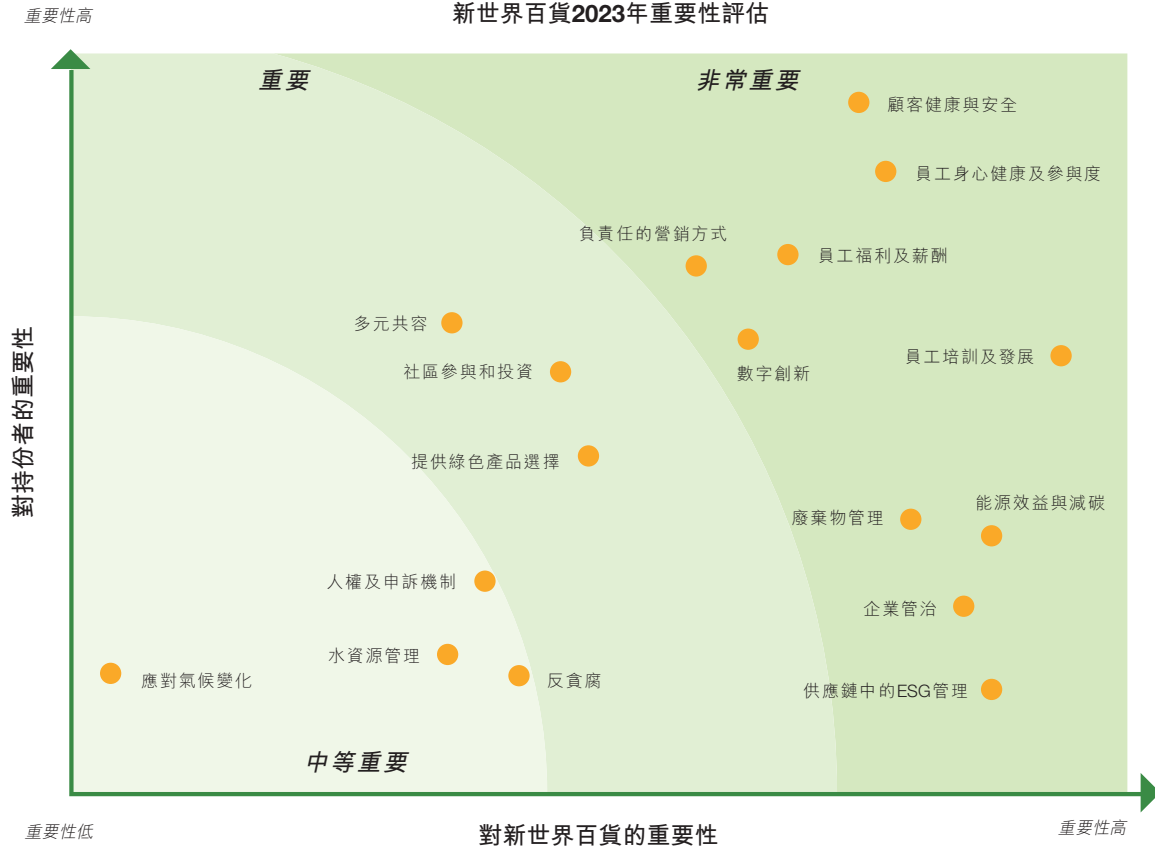 重要性高
新世界百貨2023年重要性評估
重要
非常重要
顧客健康與安全
員工身心健康及參與度
負責任的營銷方式
員工福利及薪酬
多元共容
員工培訓及發展
社區參與和投資
數字創新
提供綠色產品選擇
能源效益與減碳
廢棄物管理
人權及申訴機制
企業管治
水資源管理
應對氣候變化
反貪腐
供應鏈中的ESG管理
中等重要
對持份者的重要性
重要性低
對新世界百貨的重要性
重要性高